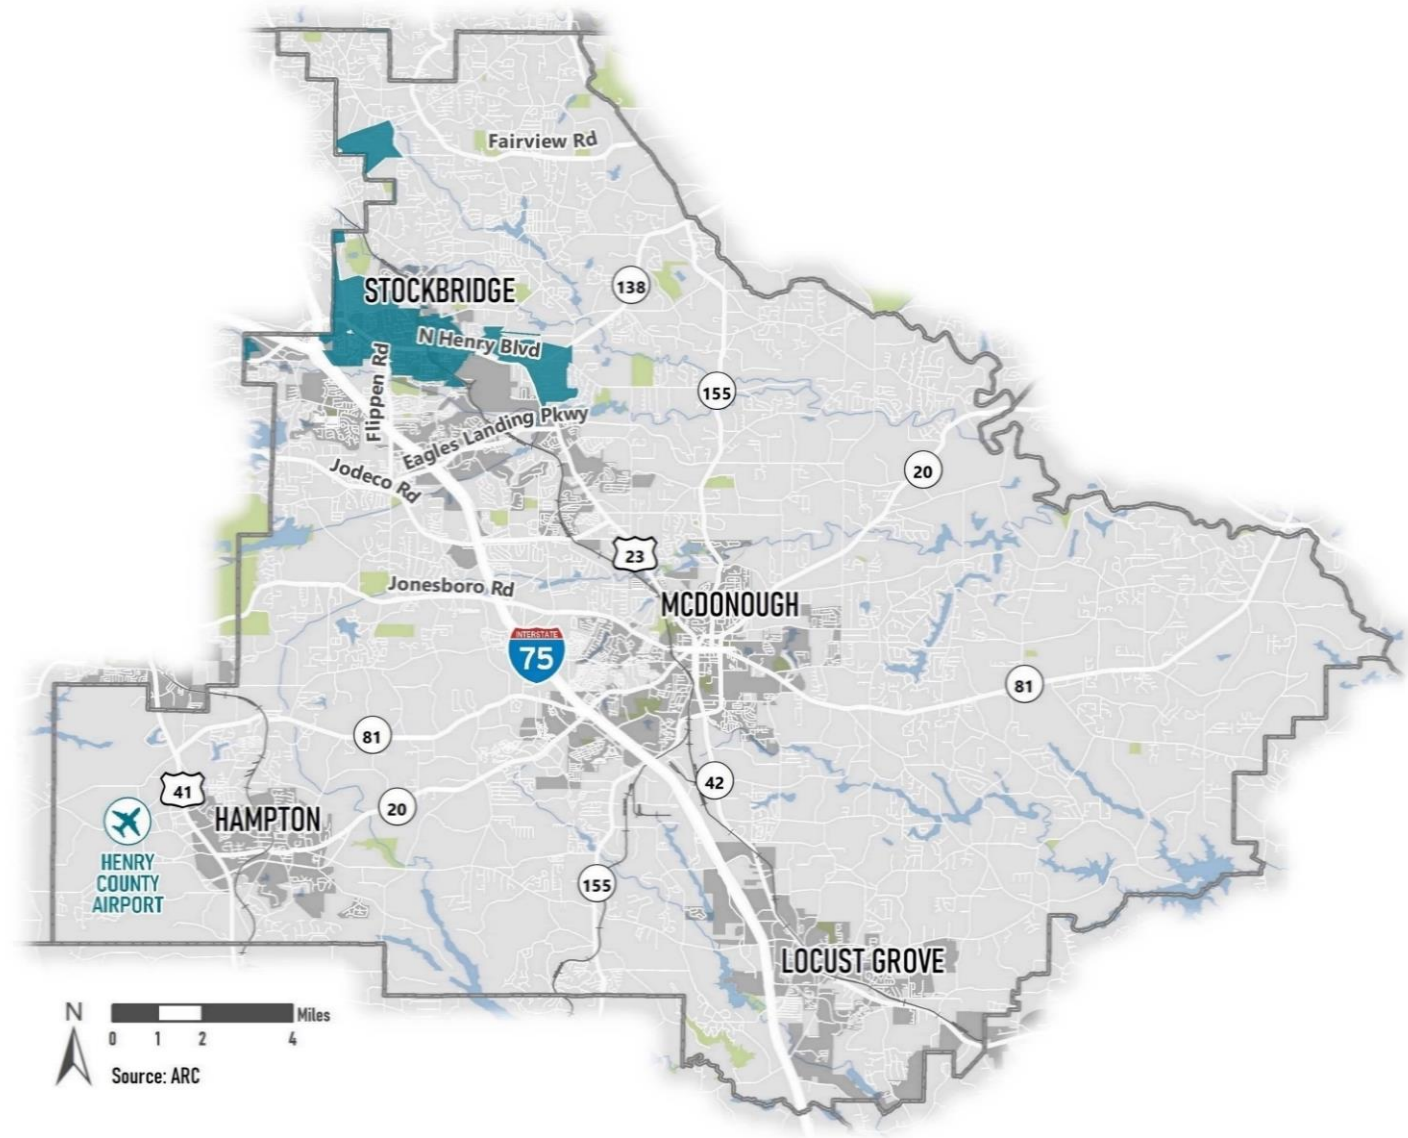 Fairview Rd
STOCKBRIDGE
138
N Henry Blvd
Flippen Rd
155
Eagles Landing Pkwy
Jodeco Rd
20
23
Jonesboro Rd
MCDONOUGH
INTERSTATE
75
81
81
42
41
20
HAMPTON
HENRY
COUNTY
AIRPORT
155
LOCUST GROVE
N
Miles
0 1 2 4
Source: ARC